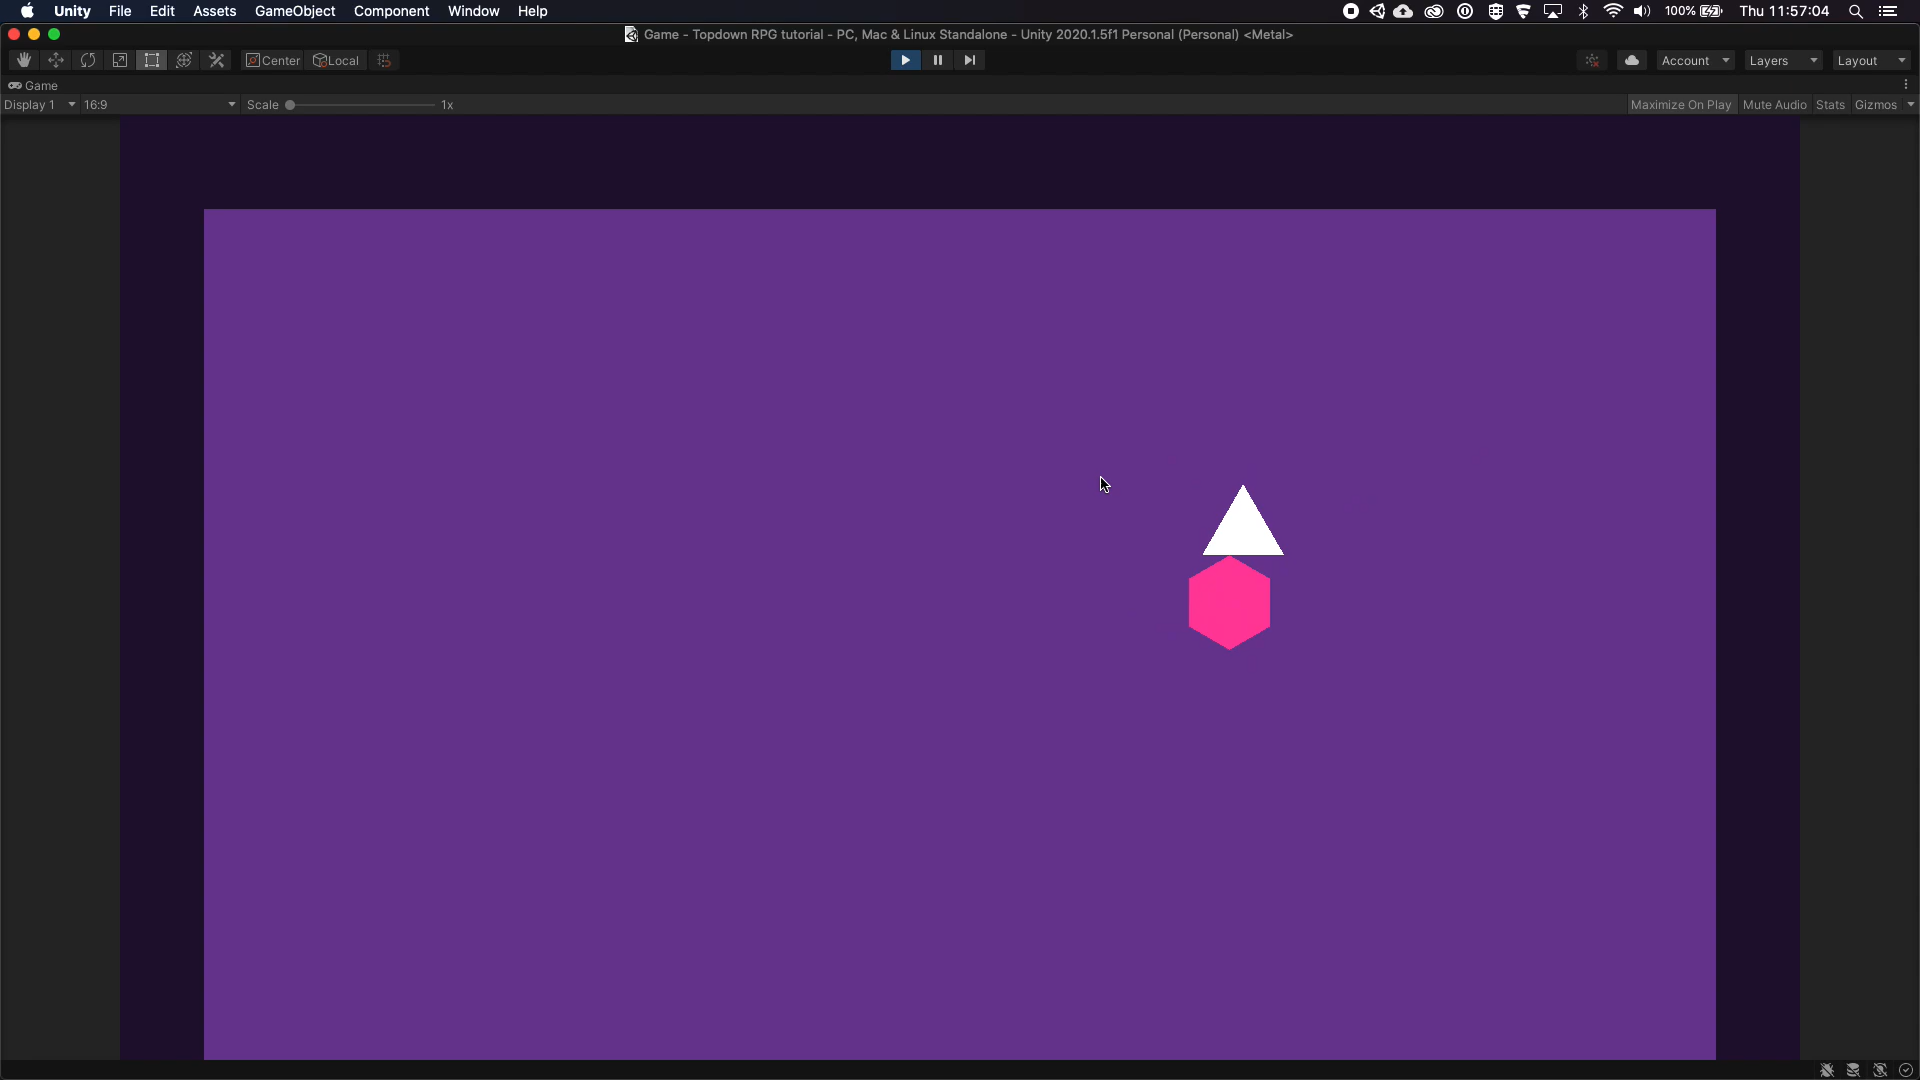 Unity File Edit Assets GameObject Component Window Help 100% Thu 11:57:04
Game - Topdown RPG tutorial - PC, Mac & Linux Standalone - Unity 2020.1.5f1 Personal (Personal) <Metal>
Center Local Account Layers Layout
Game
Display 1 16:9 Scale 1x Maximize On Play Mute Audio Stats Gizmos